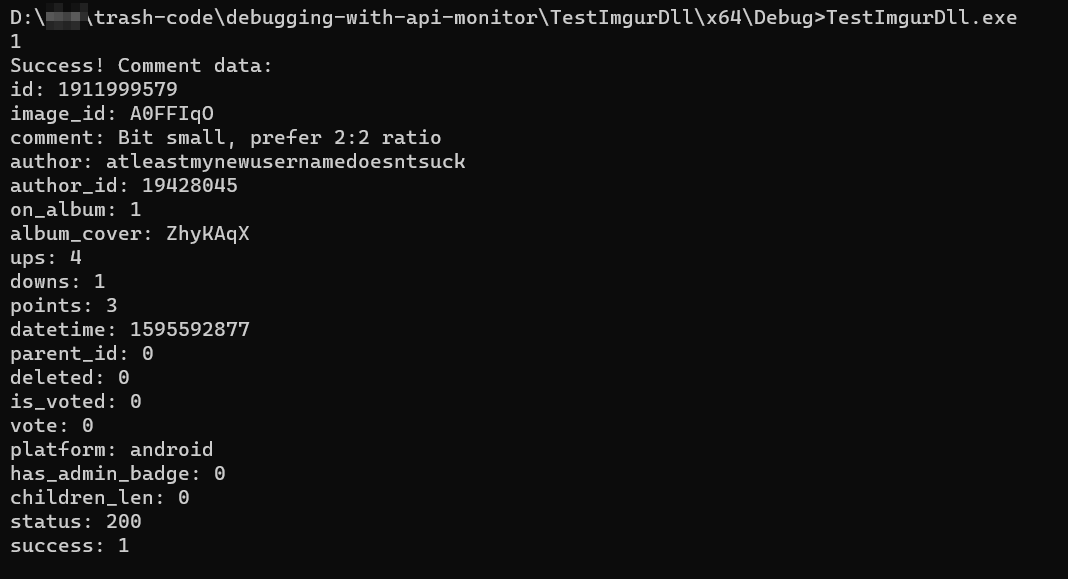 D:\ \trash-code\debugging-with-api-monitor\TestImgurDll\x64\Debug>TestImgurDll.exe
1
Success! Comment data:
id: 1911999579
image_id: A0FFIqO
comment: Bit small, prefer 2:2 ratio
author: atleastmynewusernamedoesntsuck
author_id: 19428045
on_album: 1
album_cover: ZhyKAqX
ups: 4
downs: 1
points: 3
datetime: 1595592877
parent_id: 0
deleted: 0
is_voted: 0
vote: 0
platform: android
has_admin_badge: 0
children_len: 0
status: 200
success: 1